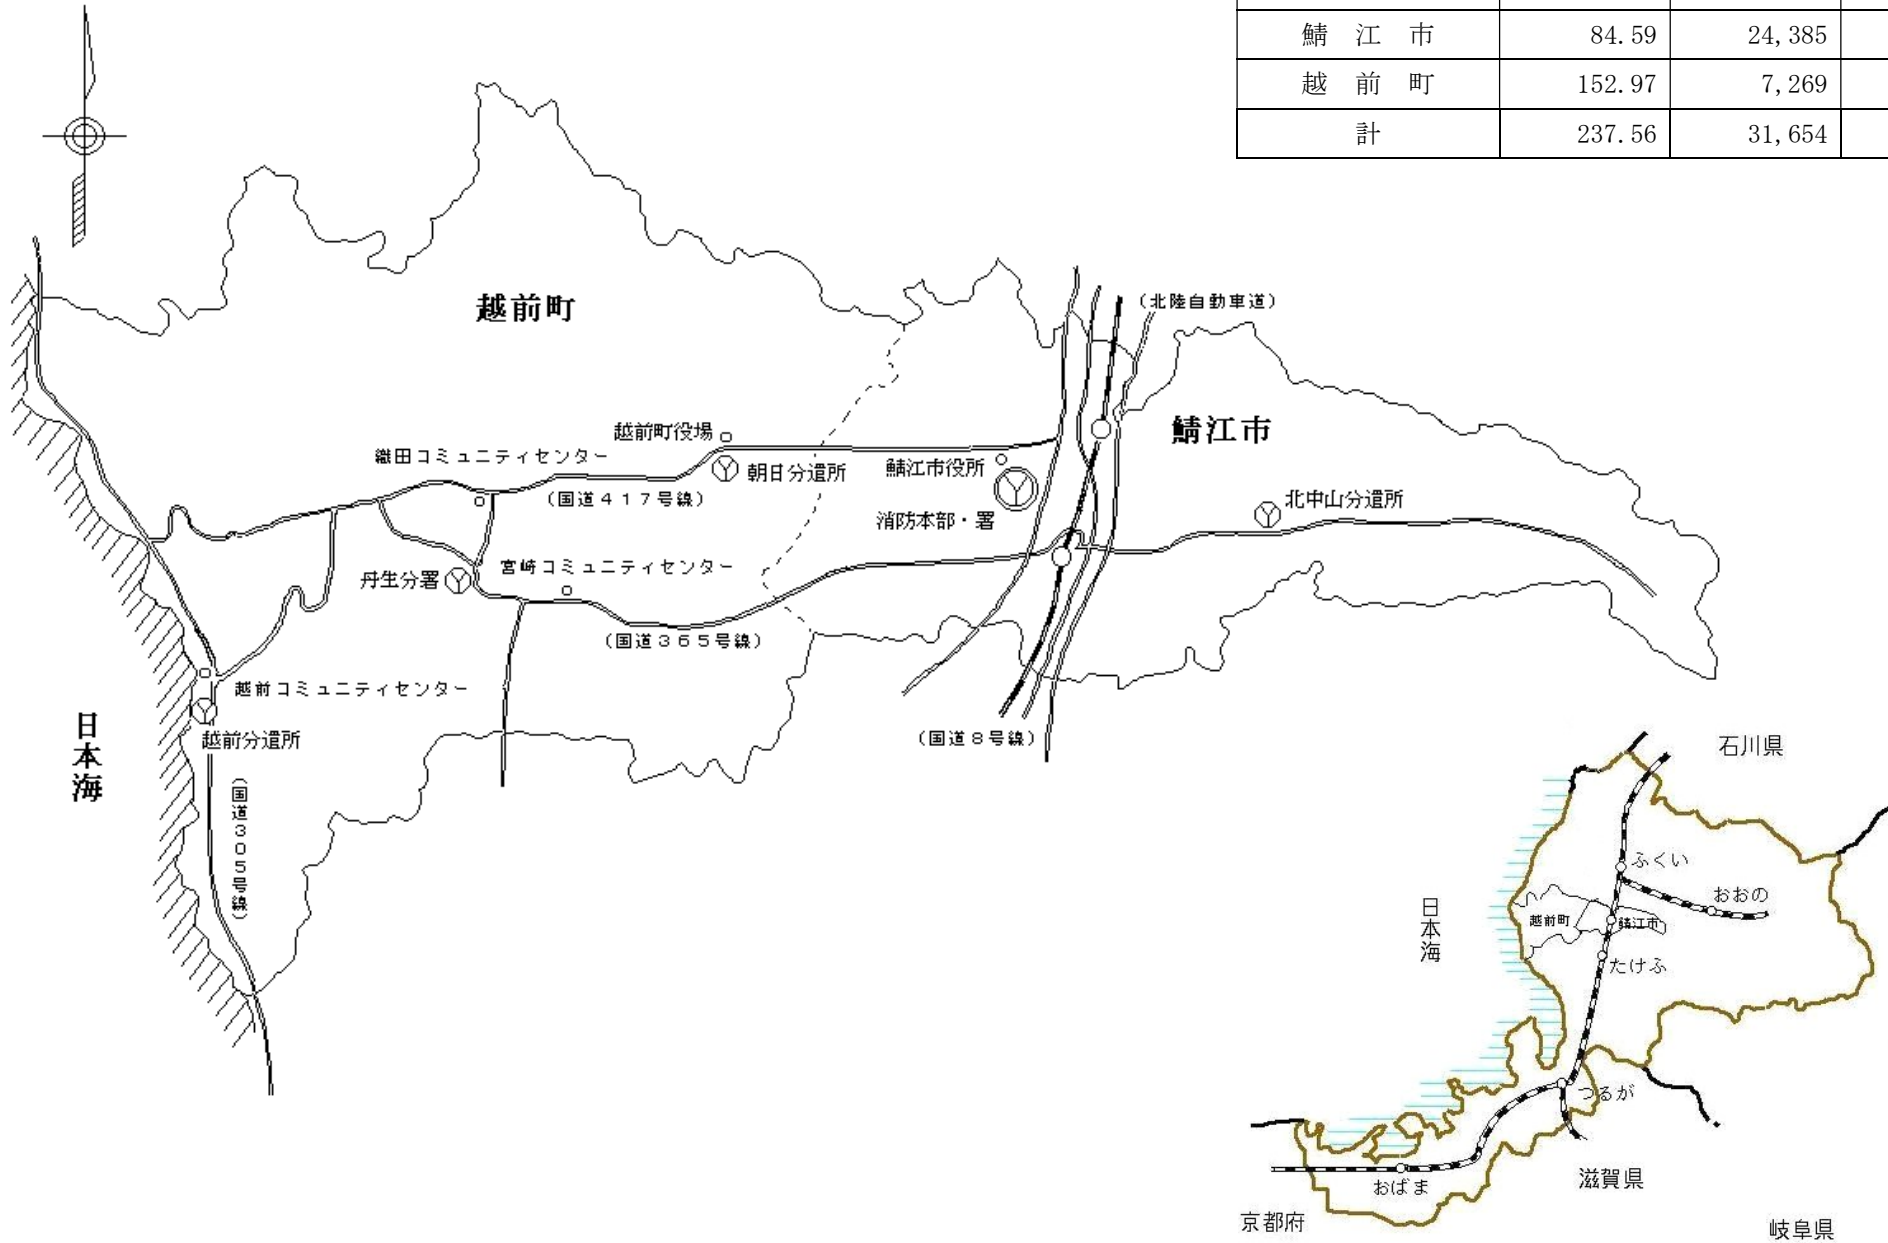 鯖江市 84.59 24,385
越前町 152.97 7,269
計 237.56 31,654
越前町
(北陸自動車道)
鯖江市
越前町役場
織田コミュニティセンター
朝日分遣所
鯖江市役所
(国道417号線)
北中山分遣所
消防本部・署
宮崎コミュニティセンター
丹生分署
(国道365号線)
越前コミュニティセンター
越前分遣所
(国道8号線)
日本海
(国道305号線)
石川県
ふくい
おおの
日本海
越前町
鯖江市
たけふ
つるが
おばま
滋賀県
京都府
岐阜県